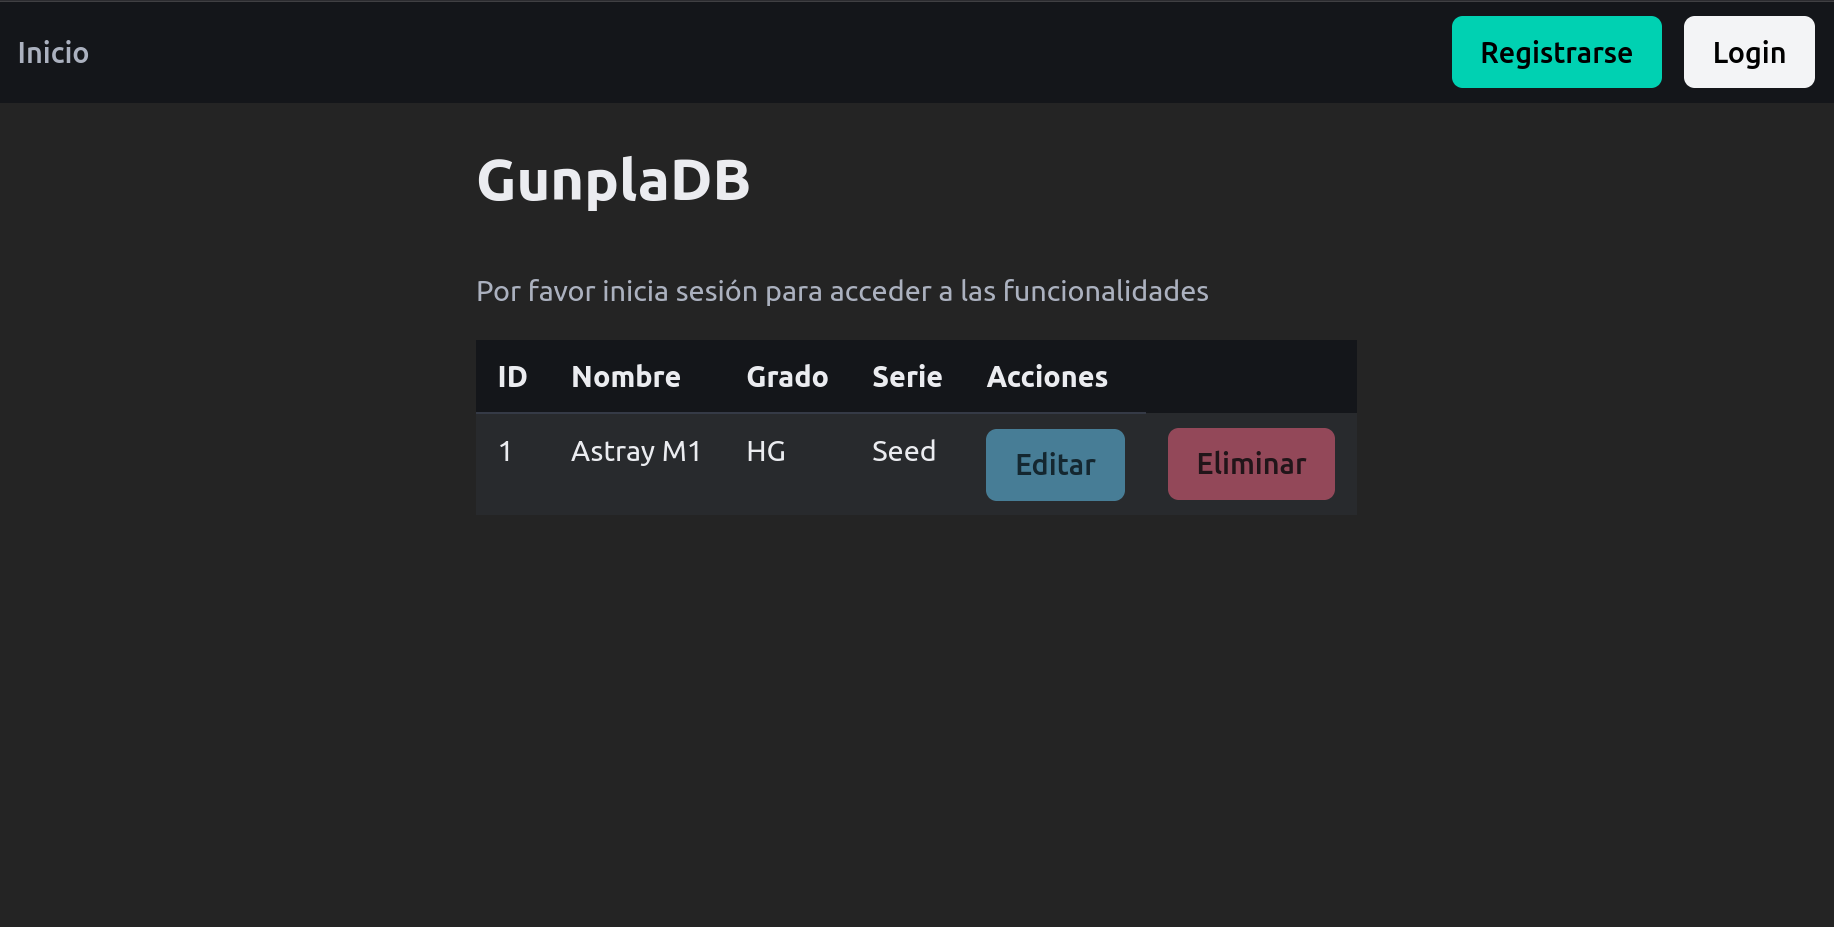 Inicio Registrarse Login
GunplaDB
Por favor inicia sesión para acceder a las funcionalidades
ID Nombre Grado Serie Acciones
1 Astray M1 HG Seed Editar Eliminar